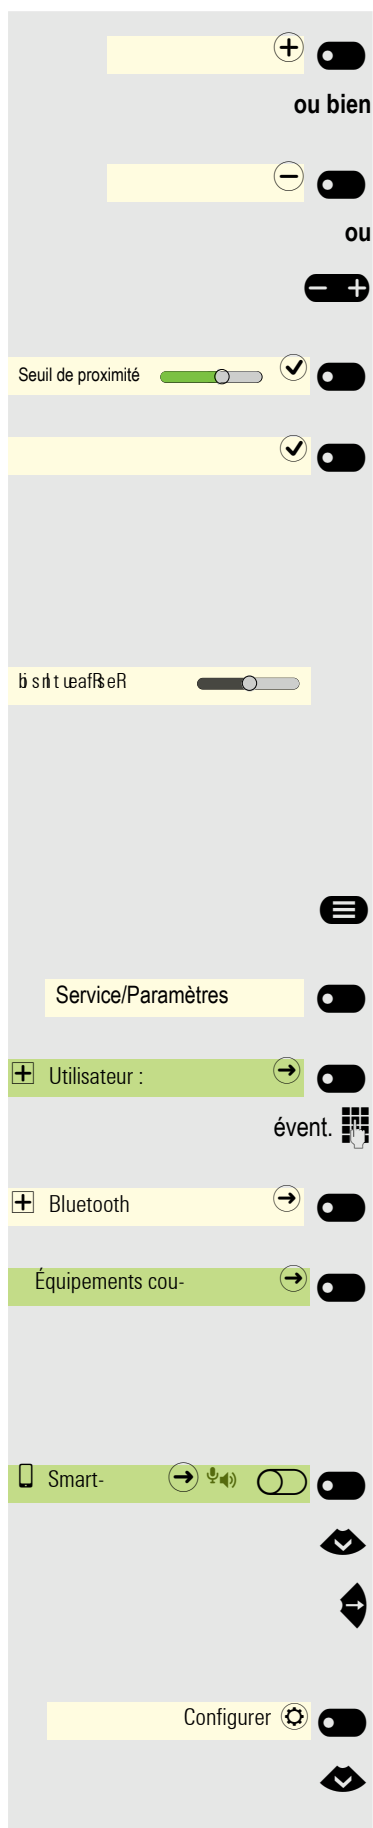 ou bien
ou
Seuil de proximité
Service/Paramètres
Utilisateur :
évent.
Bluetooth
Équipements cou-
Smart-
Configurer